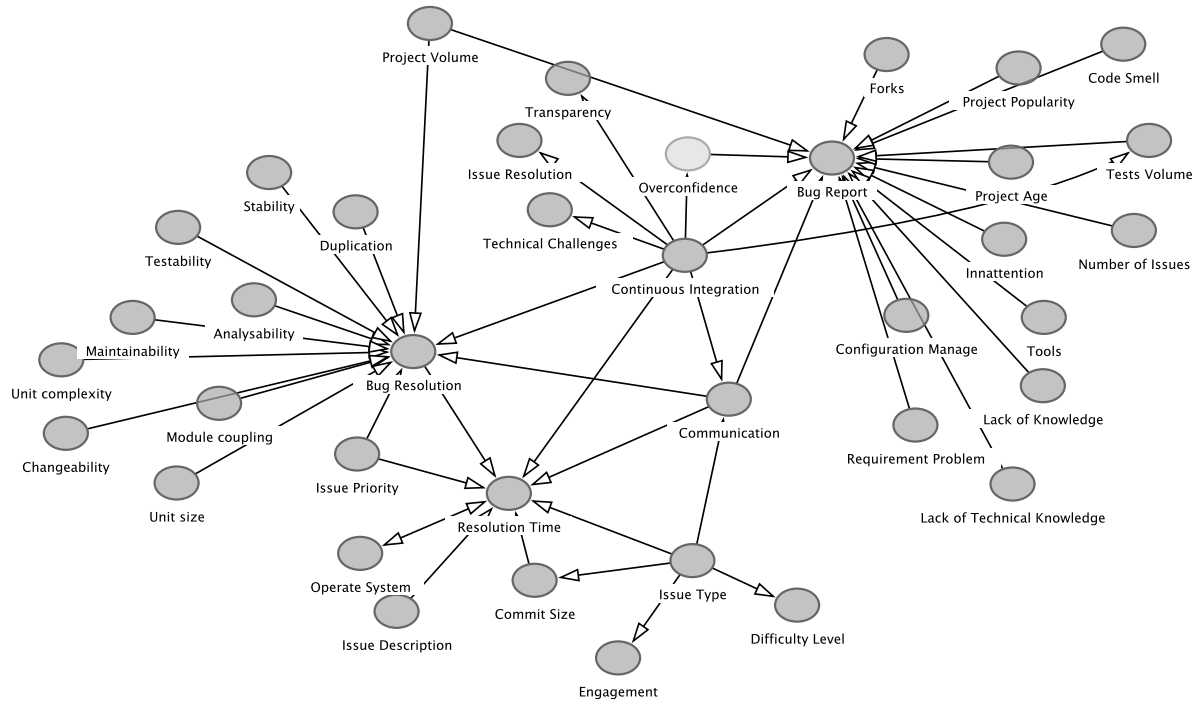 Project Volume
Forks
Code Smell
Project Popularity
Transparency
Issue Resolution
Overconfidence
Bug Report
Tests Volume
Project Age
Stability
Duplication
Technical Challenges
Testability
Innattention
Number of Issues
Continuous Integration
Analysability
Maintainability
Configuration Manage
Tools
Unit complexity
Bug Resolution
Lack of Knowledge
Module coupling
Communication
Changeability
Requirement Problem
Issue Priority
Unit size
Lack of Technical Knowledge
Resolution Time
Operate System
Commit Size
Issue Type
Issue Description
Difficulty Level
Engagement